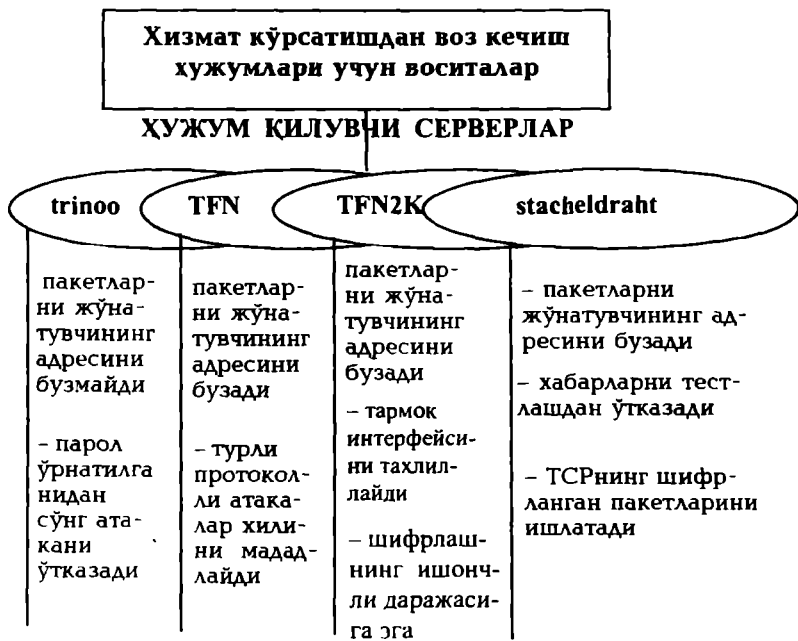 Хизмат кўрсатишдан воз кечиш
ҳужумлари учун воситалар
ҲУЖУМ ҚИЛУВЧИ СЕРВЕРЛАР
trinoo
TFN
TFN2K
stacheldraht
пакетлар-
ни жўна-
тувчининг
адресини
бузмайди
– парол
ўрнатилга
нидан
сўнг ата-
кани
ўтказади
пакетлар-
ни жўна-
тувчининг
адресини
бузади
– турли
протокол-
ли атака-
лар хили-
ни мадад-
лайди
пакетлар-
ни жўна-
тувчининг
адресини
бузади
– тармоқ
интерфейси-
ни тахлил-
лайди
– шифрлаш-
нинг ишонч-
ли даражаси-
га эга
– пакетларни
жўнатувчининг ад-
ресини бузади
– хабарларни тест-
лашдан ўтказади
– TCPнинг шифр-
ланган пакетларини
ишлатади